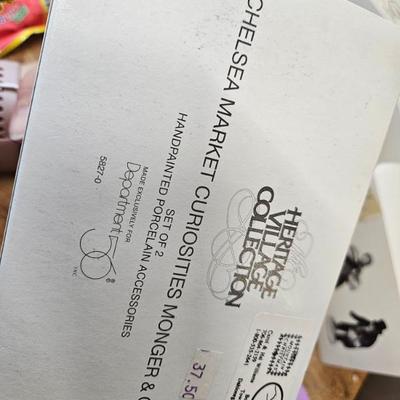 HERITAGE
VILLAGE
COLLECTION
CHELSEA MARKET CURIOSITIES MONGER &
HANDPAINTED PORCELAIN ACCESSORIES
SET OF 2
MADE EXCLUSIVELY FOR
Department 56
INC.
5827-0
37.50